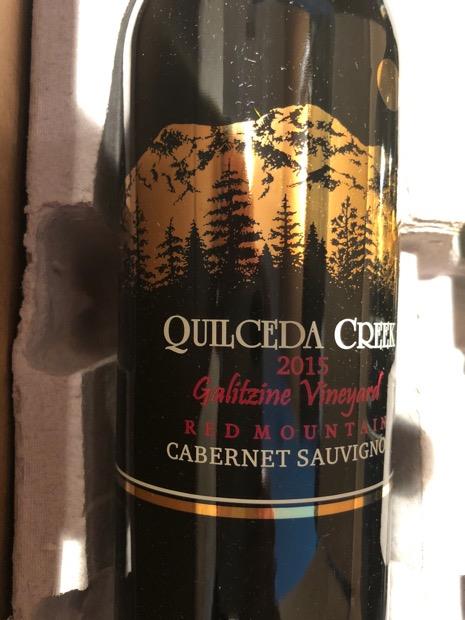 QUILCEDA CREEK
2015
Galitzine Vineyard
RED MOUNTAIN
CABERNET SAUVIGNO